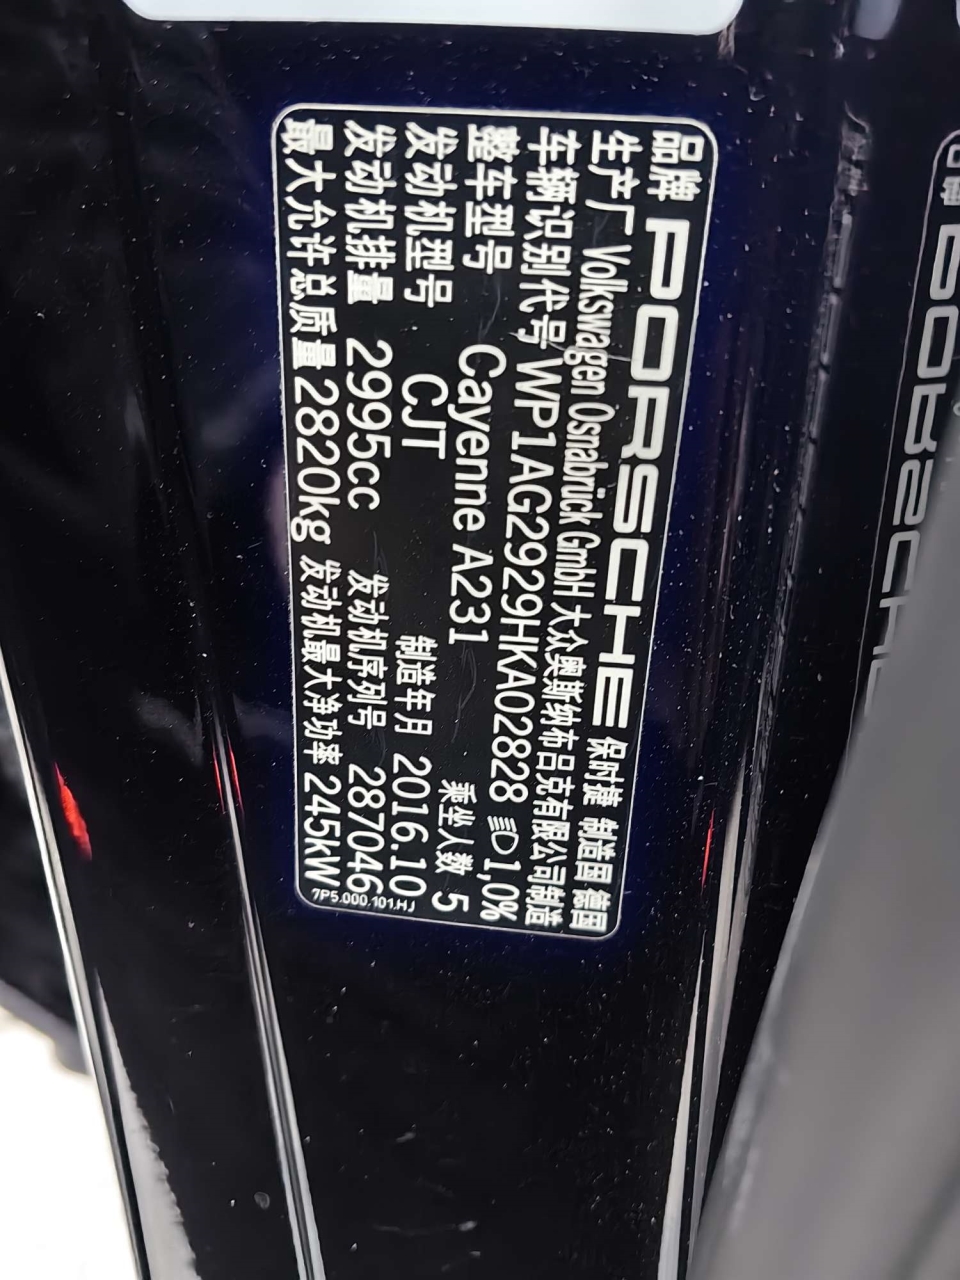 品牌 PORSCHE 保时捷 制造国 德国
生产厂 Volkswagen Osnabrück GmbH 大众奥斯纳布吕克有限公司制造
车辆识别代号 WP1AG2929HKA02828 1,0%
整车型号 Cayenne A231 乘坐人数 5
发动机型号 CJT 制造年月 2016.10
发动机排量 2995cc 发动机序列号 287046
最大允许总质量 2820kg 发动机最大净功率 245kW
7P5.000.101.HJ